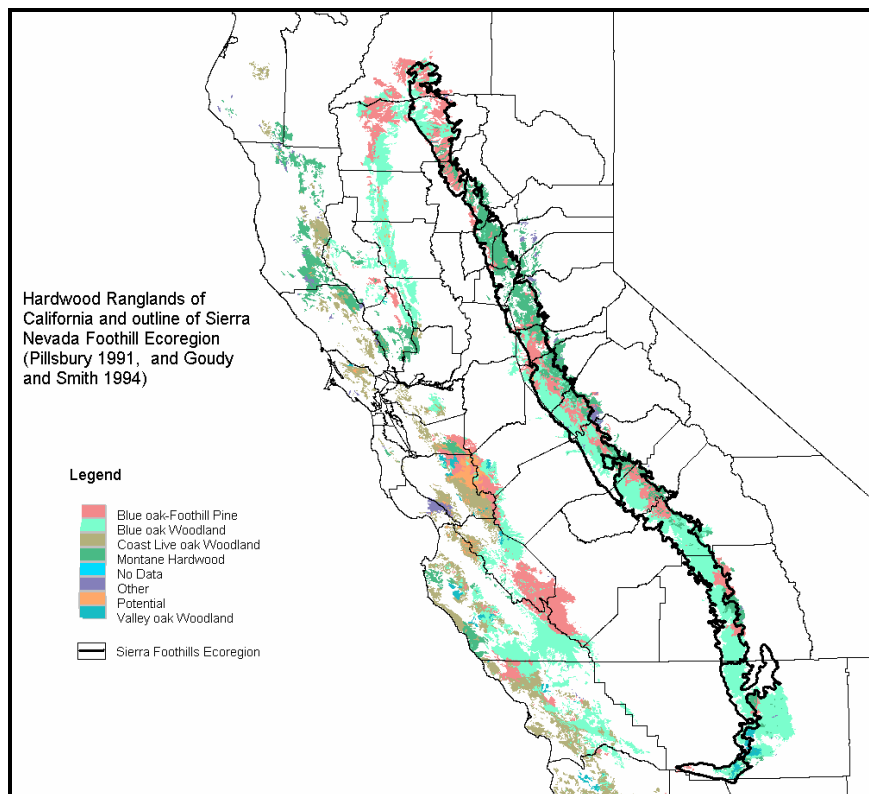 Hardwood Ranglands of
California and outline of Sierra
Nevada Foothill Ecoregion
(Pillsbury 1991, and Goudy
and Smith 1994)
Legend
Blue oak-Foothill Pine
Blue oak Woodland
Coast Live oak Woodland
Montane Hardwood
No Data
Other
Potential
Valley oak Woodland
Sierra Foothills Ecoregion